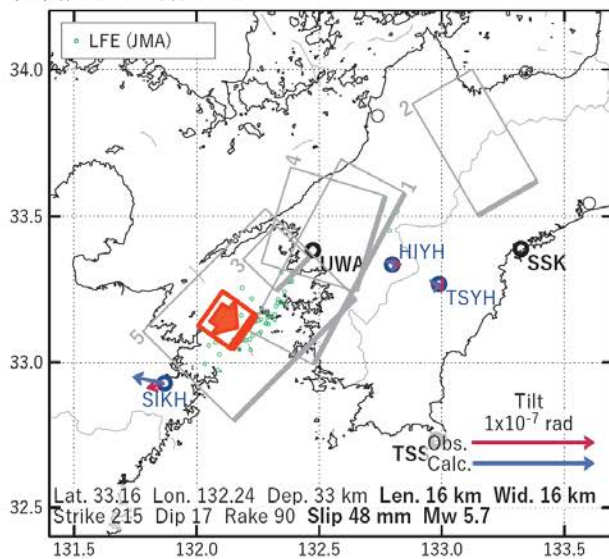 LFE (JMA)
34.0
33.5
33.0
32.5
131.5
132.0
132.5
133.0
133.5
2
4
1
3
5
UWA
HIYH
SSK
TSYH
SIKH
Tilt
1x10⁻⁷ rad
TSS
Obs.
Calc.
Lat. 33.16 Lon. 132.24 Dep. 33 km Len. 16 km Wid. 16 km
Strike 215 Dip 17 Rake 90 Slip 48 mm Mw 5.7